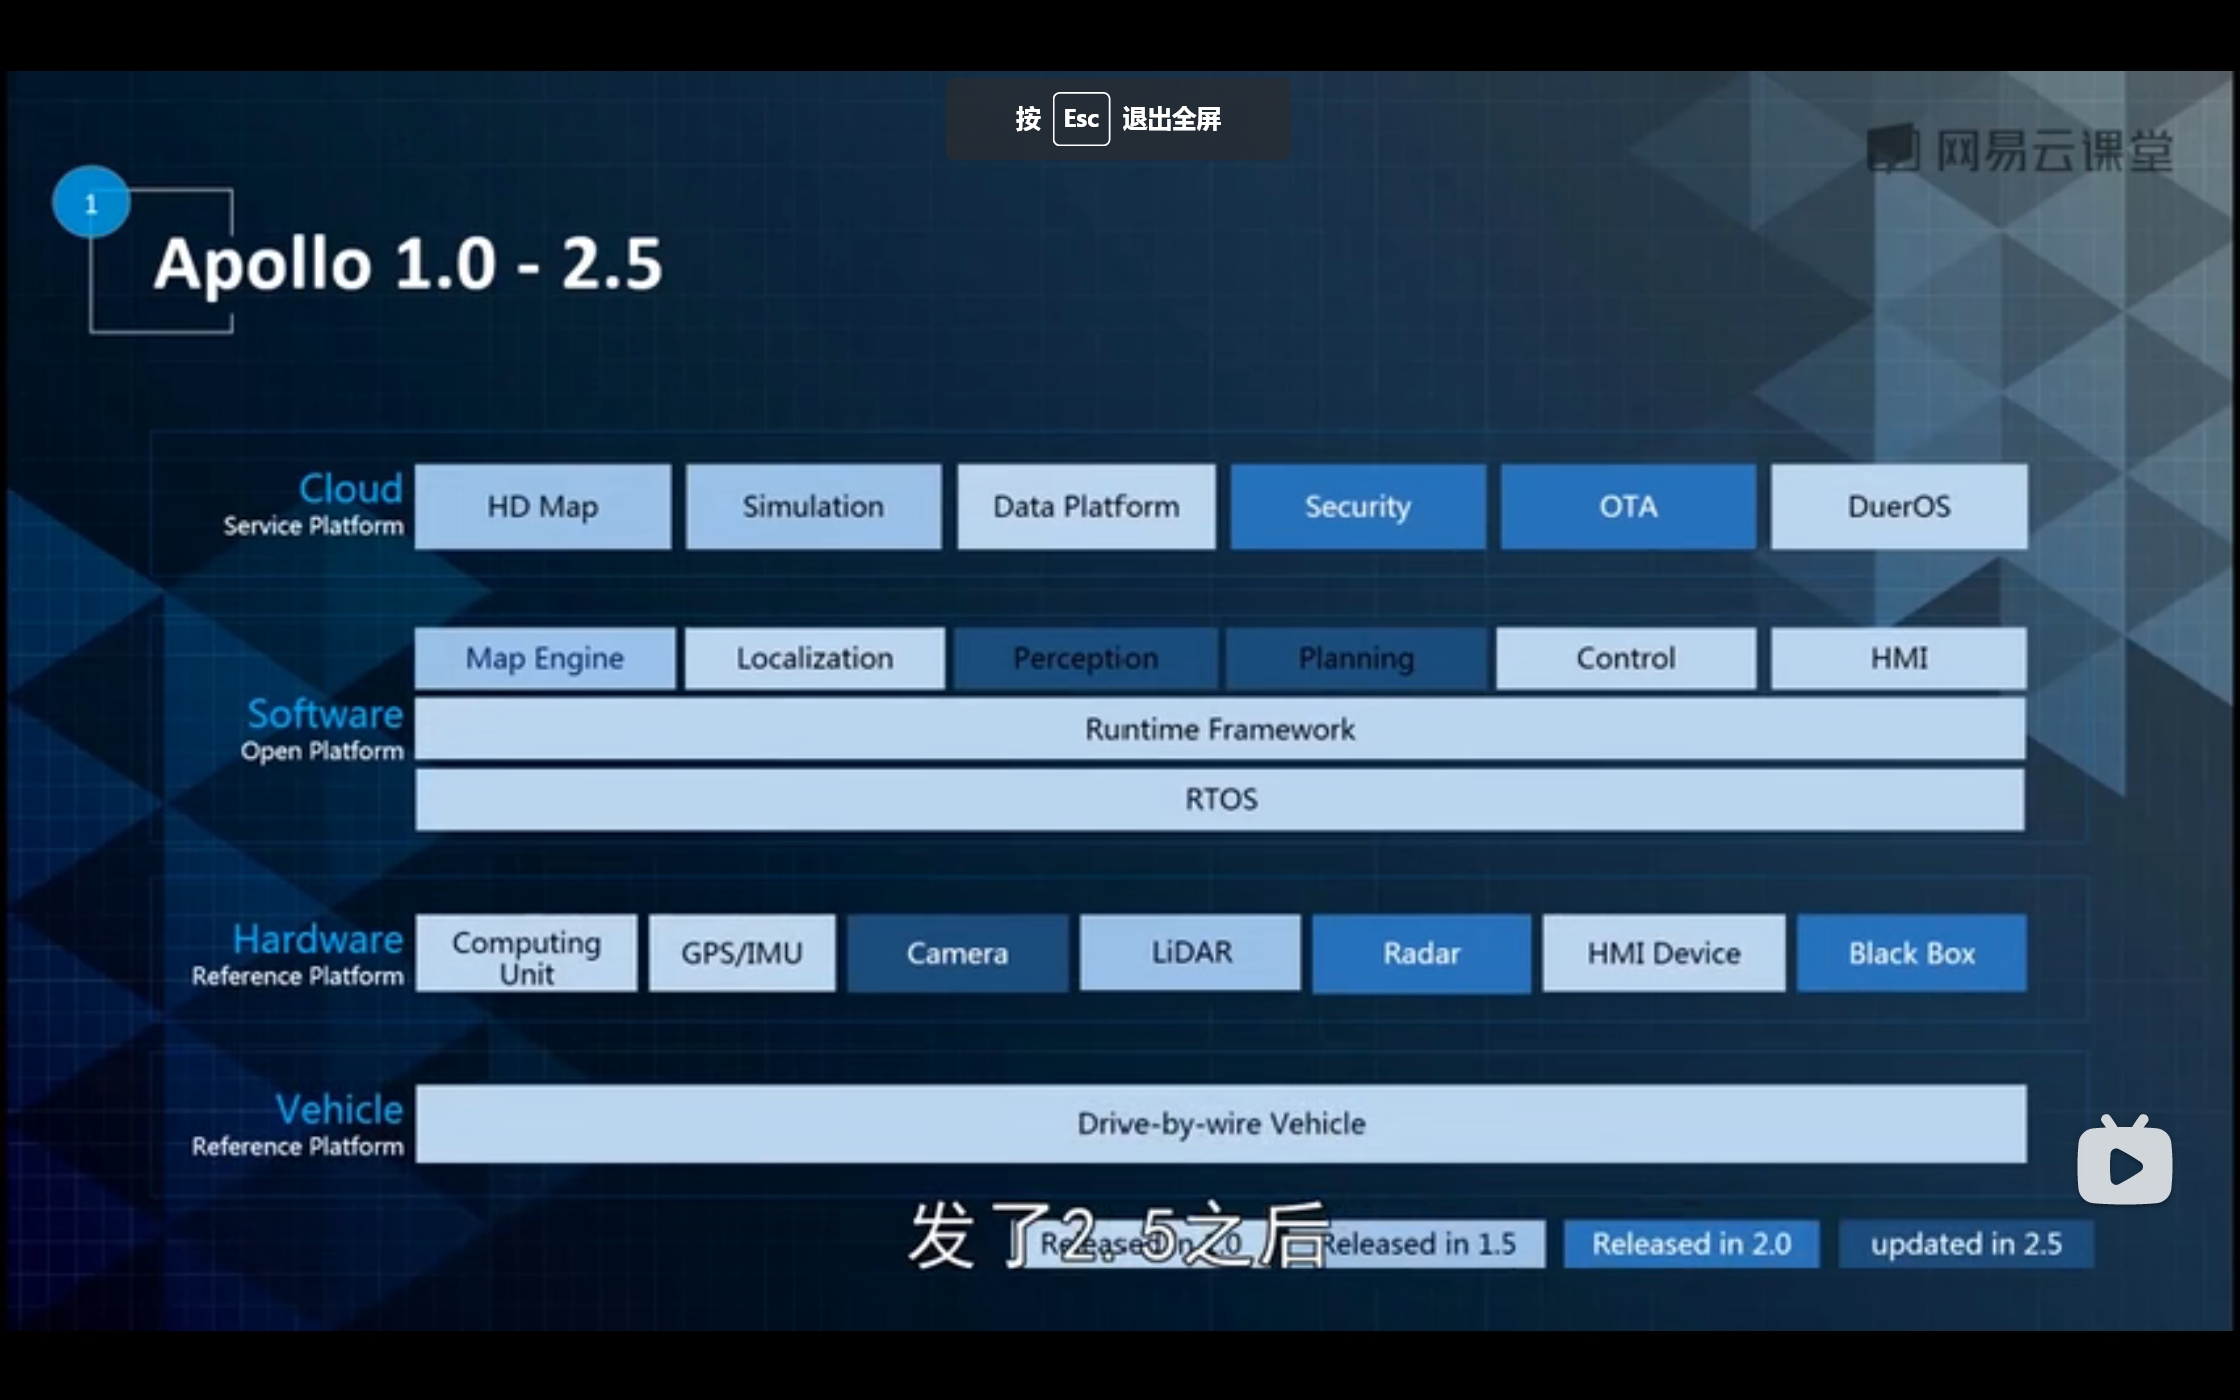 按 Esc 退出全屏
网易云课堂
1
Apollo 1.0 - 2.5
Cloud
Service Platform
HD Map
Simulation
Data Platform
Security
OTA
DuerOS
Software
Open Platform
Map Engine
Localization
Perception
Planning
Control
HMI
Runtime Framework
RTOS
Hardware
Reference Platform
Computing
Unit
GPS/IMU
Camera
LiDAR
Radar
HMI Device
Black Box
Vehicle
Reference Platform
Drive-by-wire Vehicle
发了2.5之后
Released in 1.5
Released in 2.0
updated in 2.5